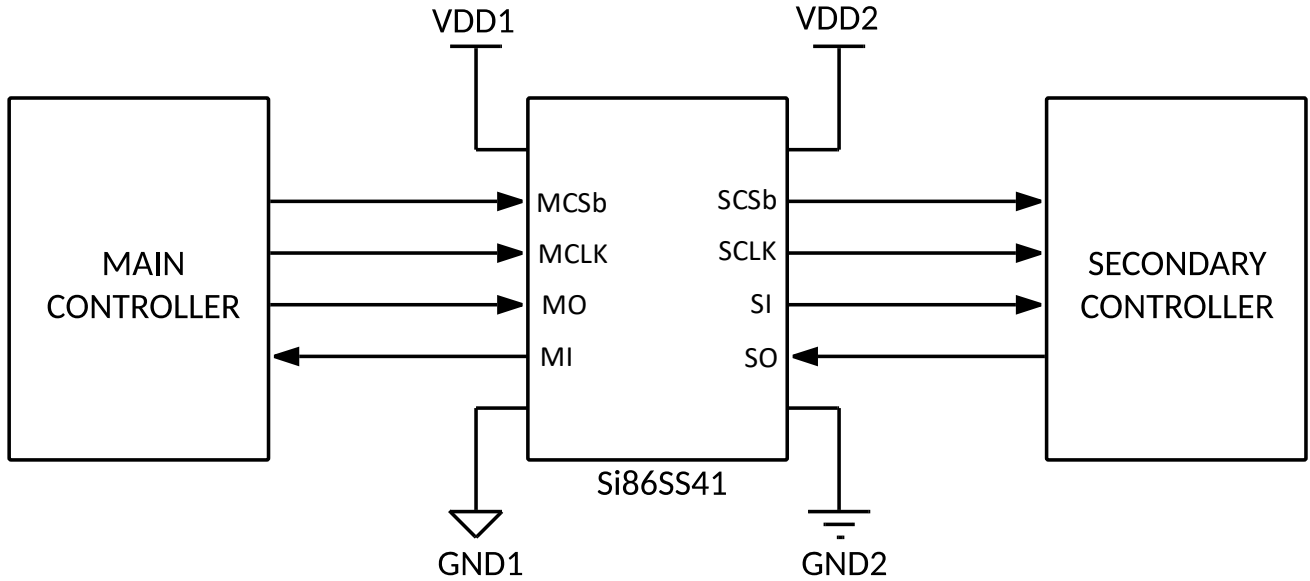 VDD1
VDD2
MAIN
CONTROLLER
MCSb
MCLK
MO
MI
SCSb
SCLK
SI
SO
SECONDARY
CONTROLLER
Si86SS41
GND1
GND2